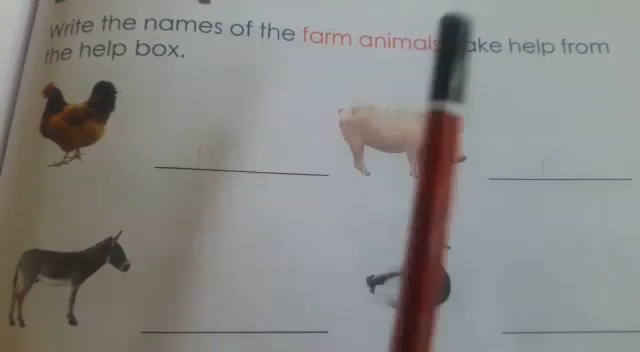 Write the names of the farm animals ake help from
the help box.